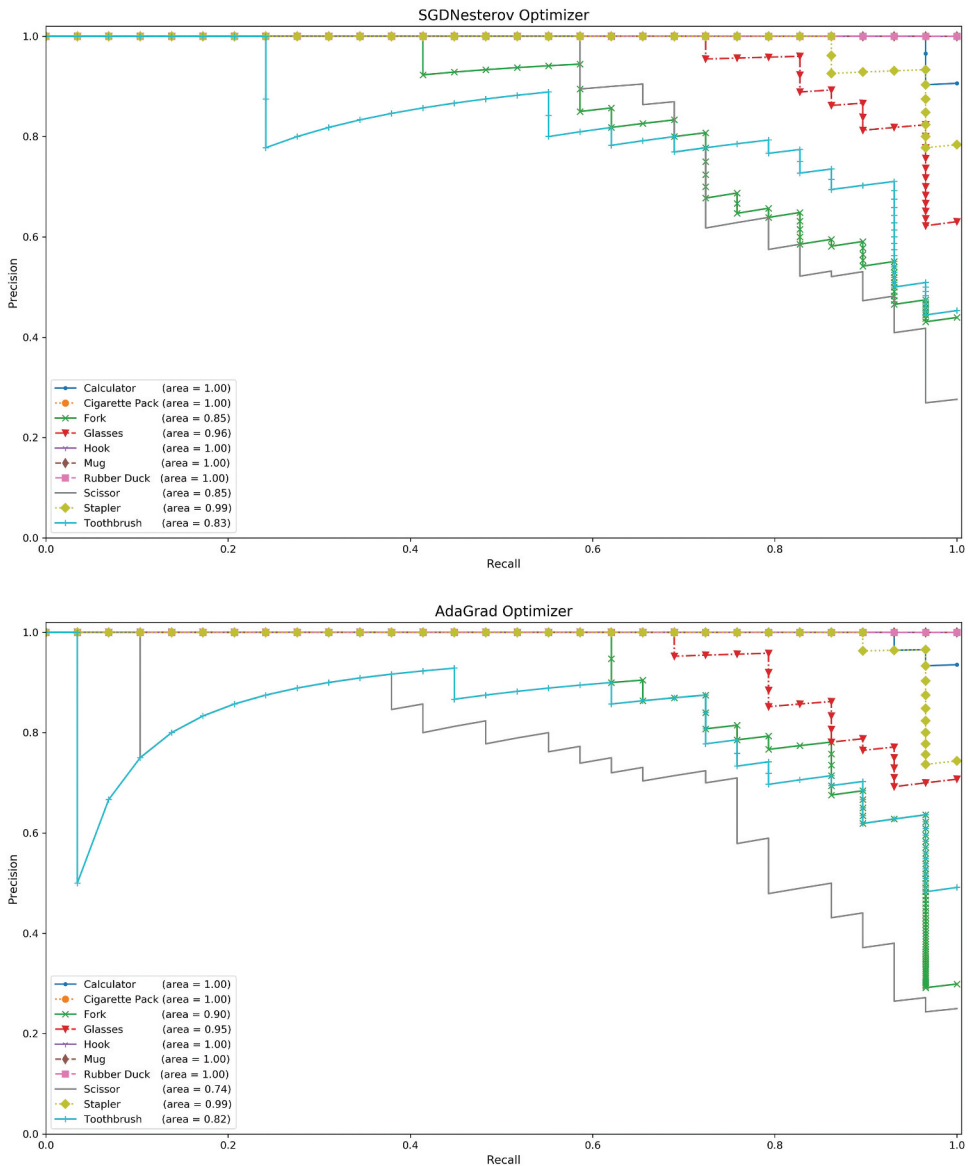 SGDNesterov Optimizer
1.0
0.8
0.6
Precision
0.4
Calculator (area = 1.00)
Cigarette Pack (area = 1.00)
Fork (area = 0.85)
Glasses (area = 0.96)
0.2
Hook (area = 1.00)
Mug (area = 1.00)
Rubber Duck (area = 1.00)
Scissor (area = 0.85)
Stapler (area = 0.99)
Toothbrush (area = 0.83)
0.0
0.0 0.2 0.4 0.6 0.8 1.0
Recall
AdaGrad Optimizer
1.0
0.8
0.6
Precision
0.4
Calculator (area = 1.00)
Cigarette Pack (area = 1.00)
Fork (area = 0.90)
Glasses (area = 0.95)
0.2
Hook (area = 1.00)
Mug (area = 1.00)
Rubber Duck (area = 1.00)
Scissor (area = 0.74)
Stapler (area = 0.99)
Toothbrush (area = 0.82)
0.0
0.0 0.2 0.4 0.6 0.8 1.0
Recall